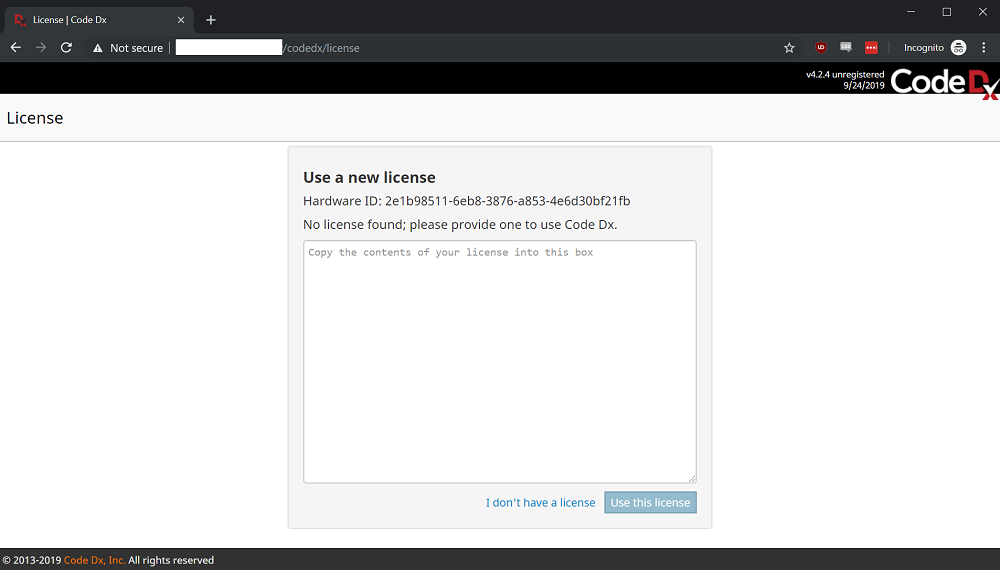 License | Code Dx
Not secure
/codedx/license
Incognito
v4.2.4 unregistered
9/24/2019
Code Dx
License
Use a new license
Hardware ID: 2e1b98511-6eb8-3876-a853-4e6d30bf21fb
No license found; please provide one to use Code Dx.
Copy the contents of your license into this box
I don't have a license
Use this license
© 2013-2019 Code Dx, Inc. All rights reserved